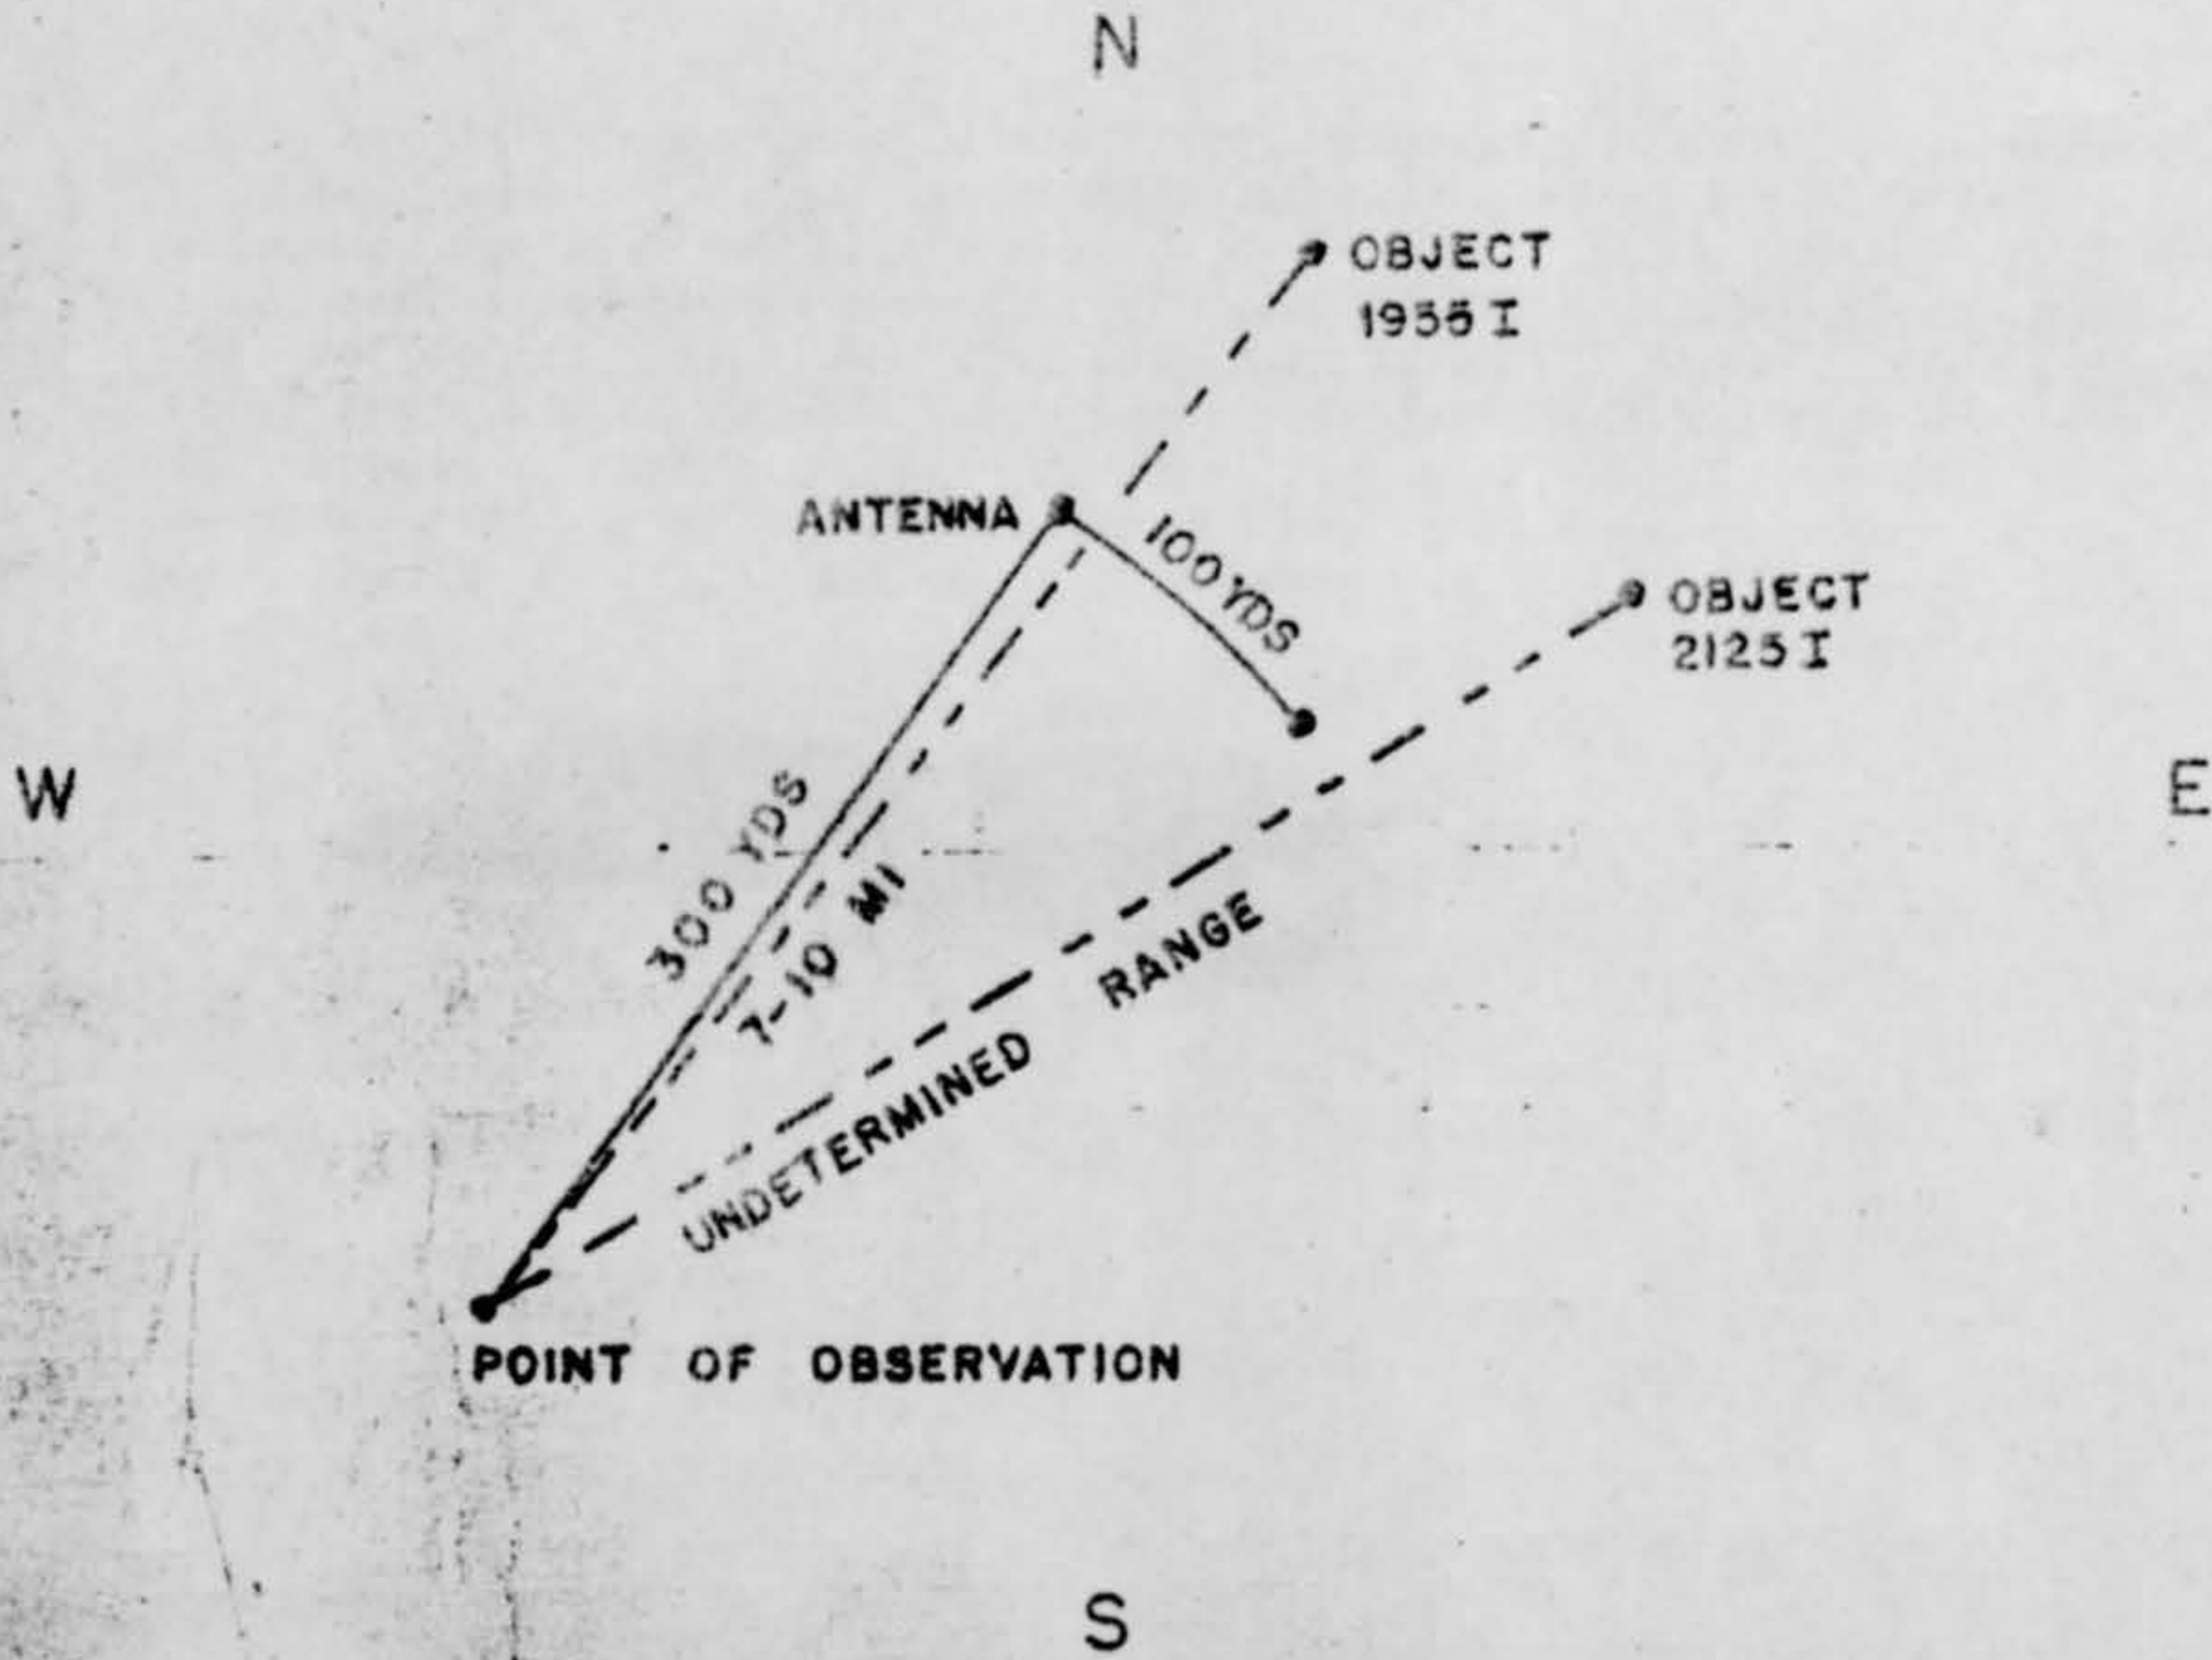 N
OBJECT
1955 I
ANTENNA
100 YDS
OBJECT
2125 I
W
E
300 YDS
7-10 MI
UNDETERMINED RANGE
POINT OF OBSERVATION
S